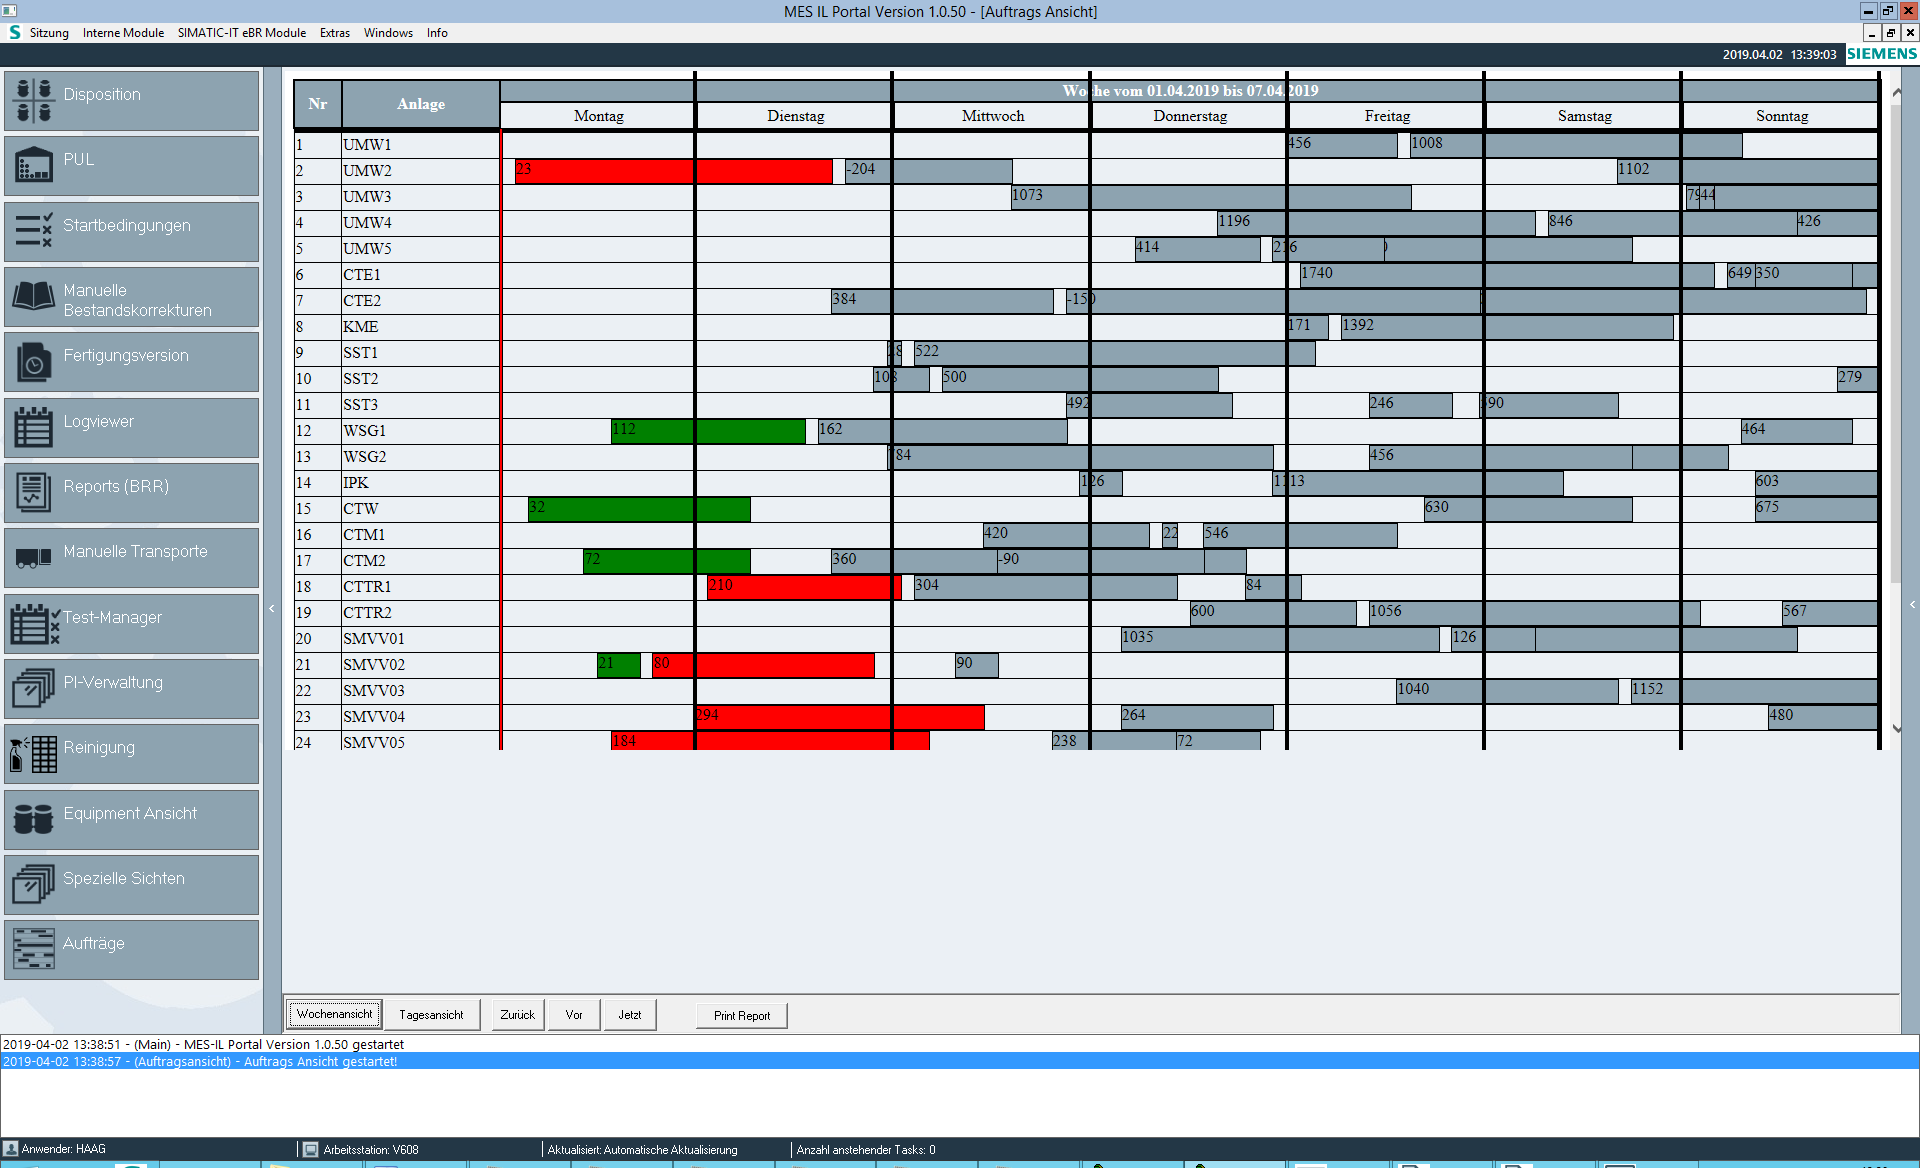 MES IL Portal Version 1.0.50 - [Auftrags Ansicht]
Sitzung Interne Module SIMATIC-IT eBR Module Extras Windows Info
2019.04.02 13:39:03 SIEMENS
Disposition
PUL
Startbedingungen
Manuelle
Bestandskorrekturen
Fertigungsversion
Logviewer
Reports (BRR)
Manuelle Transporte
Test-Manager
PI-Verwaltung
Reinigung
Equipment Ansicht
Spezielle Sichten
Aufträge
Nr Anlage Woche vom 01.04.2019 bis 07.04.2019
Montag Dienstag Mittwoch Donnerstag Freitag Samstag Sonntag
1 UMW1 456 1008
2 UMW2 23 -204 1102
3 UMW3 1073 79 44
4 UMW4 1196 846 426
5 UMW5 414 216
6 CTE1 1740 649 350
7 CTE2 384 -150
8 KME 171 1392
9 SST1 522
10 SST2 108 500 279
11 SST3 492 246
12 WSG1 112 162 464
13 WSG2 456
14 IPK 126 1113 603
15 CTW 32 630 675
16 CTM1 420 22 546
17 CTM2 72 360 -90
18 CTTR1 210 304 84
19 CTTR2 600 1056 567
20 SMVV01 1035 126
21 SMVV02 21 80 90
22 SMVV03 1040 1152
23 SMVV04 294 264 480
24 SMVV05 184 238 72
Wochenansicht Tagesansicht Zurück Vor Jetzt Print Report
2019-04-02 13:38:51 - (Main) - MES-IL Portal Version 1.0.50 gestartet
2019-04-02 13:38:57 - (Auftragsansicht) - Auftrags Ansicht gestartet!
Anwender: HAAG Arbeitsstation: V608 Aktualisiert: Automatische Aktualisierung Anzahl anstehender Tasks: 0